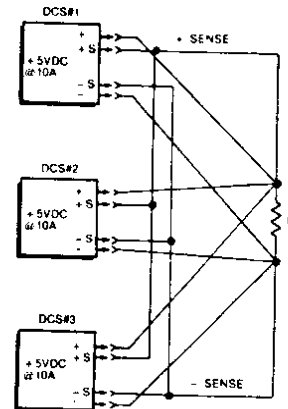 DCS#1
+ SENSE
+
+ S
+ 5VDC
@ 10A
− S
−
DCS#2
+
+ S
+ 5VDC
@ 10A
− S
−
DCS#3
+
+ S
+ 5VDC
@ 10A
− S
−
− SENSE